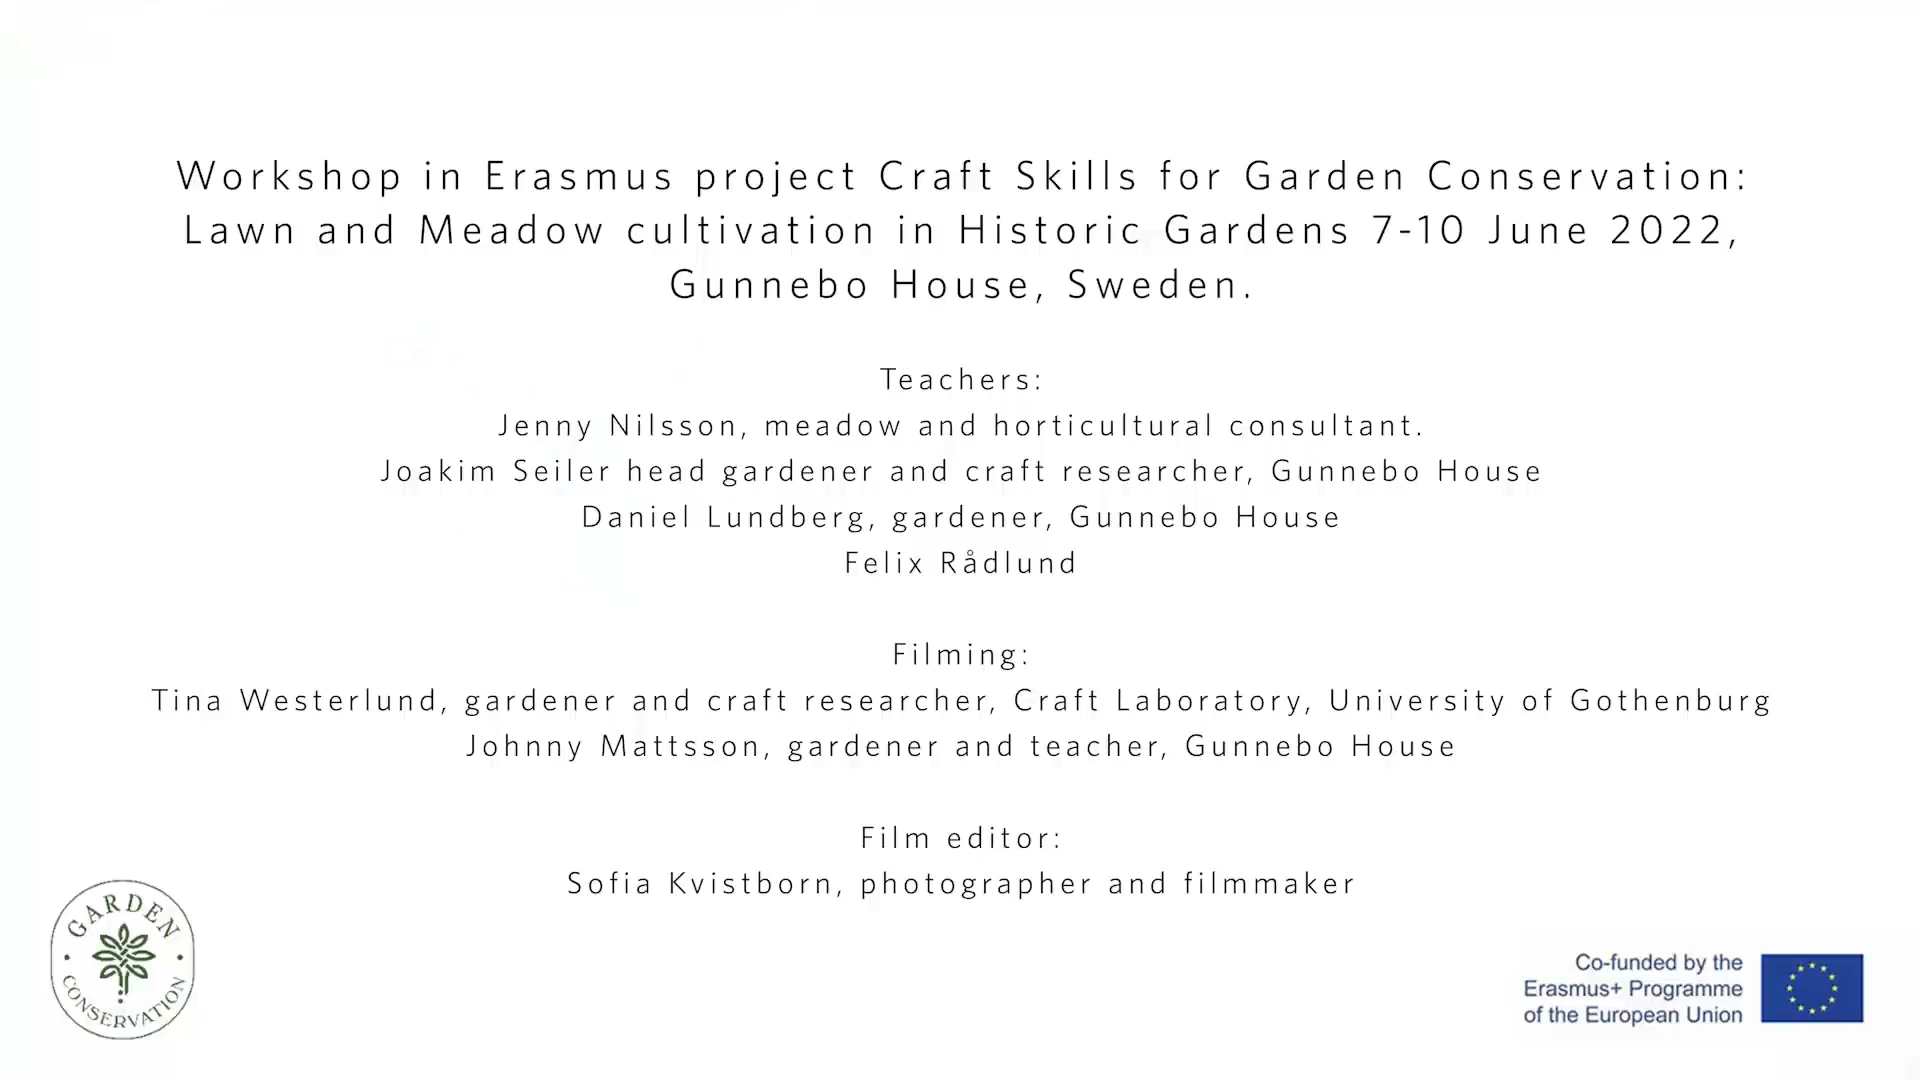 Workshop in Erasmus project Craft Skills for Garden Conservation:
Lawn and Meadow cultivation in Historic Gardens 7-10 June 2022,
Gunnebo House, Sweden.
Teachers:
Jenny Nilsson, meadow and horticultural consultant.
Joakim Seiler head gardener and craft researcher, Gunnebo House
Daniel Lundberg, gardener, Gunnebo House
Felix Rådlund
Filming:
Tina Westerlund, gardener and craft researcher, Craft Laboratory, University of Gothenburg
Johnny Mattsson, gardener and teacher, Gunnebo House
Film editor:
Sofia Kvistborn, photographer and filmmaker
GARDEN
CONSERVATION
Co-funded by the
Erasmus+ Programme
of the European Union